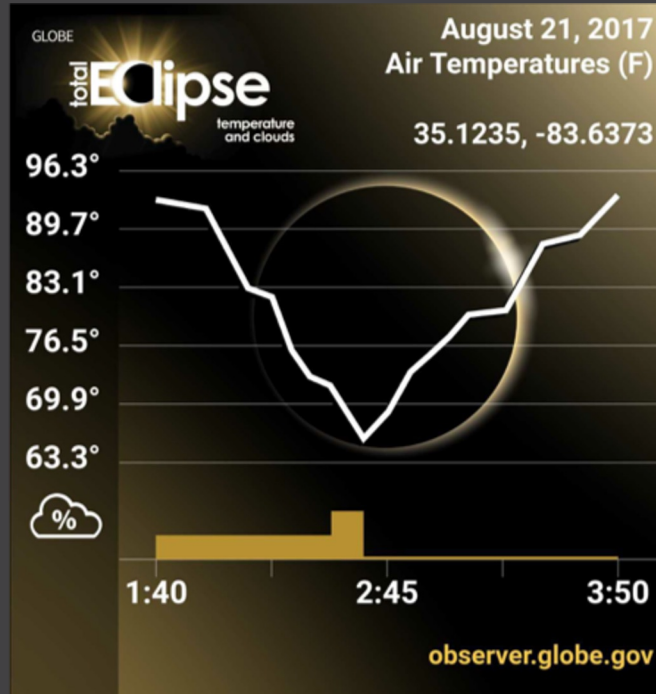 GLOBE
total EClipse
temperature
and clouds
August 21, 2017
Air Temperatures (F)
35.1235, -83.6373
96.3°
89.7°
83.1°
76.5°
69.9°
63.3°
%
1:40 2:45 3:50
observer.globe.gov